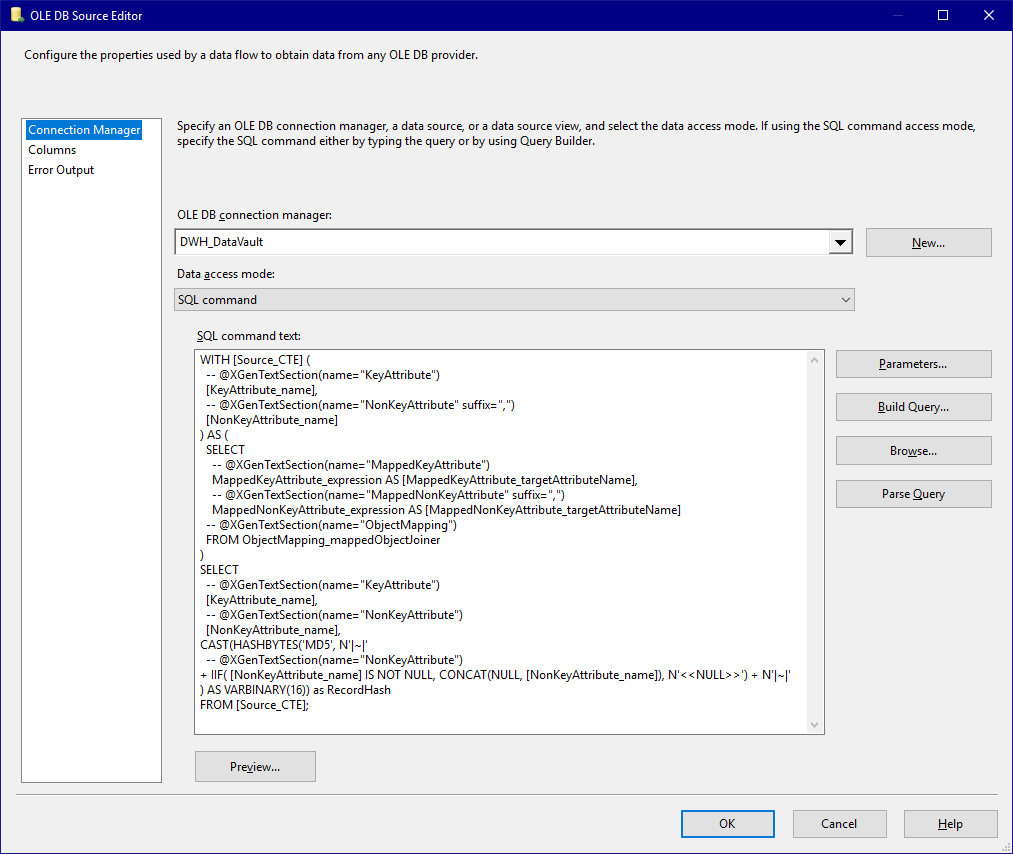 OLE DB Source Editor
Configure the properties used by a data flow to obtain data from any OLE DB provider.
Connection Manager
Columns
Error Output
Specify an OLE DB connection manager, a data source, or a data source view, and select the data access mode. If using the SQL command access mode,
specify the SQL command either by typing the query or by using Query Builder.
OLE DB connection manager:
DWH_DataVault
New...
Data access mode:
SQL command
SQL command text:
WITH [Source_CTE] (
-- @XGenTextSection(name="KeyAttribute")
[KeyAttribute_name],
-- @XGenTextSection(name="NonKeyAttribute" suffix=",")
[NonKeyAttribute_name]
) AS (
SELECT
-- @XGenTextSection(name="MappedKeyAttribute")
MappedKeyAttribute_expression AS [MappedKeyAttribute_targetAttributeName],
-- @XGenTextSection(name="MappedNonKeyAttribute" suffix=",")
MappedNonKeyAttribute_expression AS [MappedNonKeyAttribute_targetAttributeName]
-- @XGenTextSection(name="ObjectMapping")
FROM ObjectMapping_mappedObjectJoiner
)
SELECT
-- @XGenTextSection(name="KeyAttribute")
[KeyAttribute_name],
-- @XGenTextSection(name="NonKeyAttribute")
[NonKeyAttribute_name],
CAST(HASHBYTES('MD5', N'|~|'
-- @XGenTextSection(name="NonKeyAttribute")
+ IIF( [NonKeyAttribute_name] IS NOT NULL, CONCAT(NULL, [NonKeyAttribute_name]), N'<<NULL>>') + N'|~|'
) AS VARBINARY(16)) as RecordHash
FROM [Source_CTE];
Parameters...
Build Query...
Browse...
Parse Query
Preview...
OK
Cancel
Help